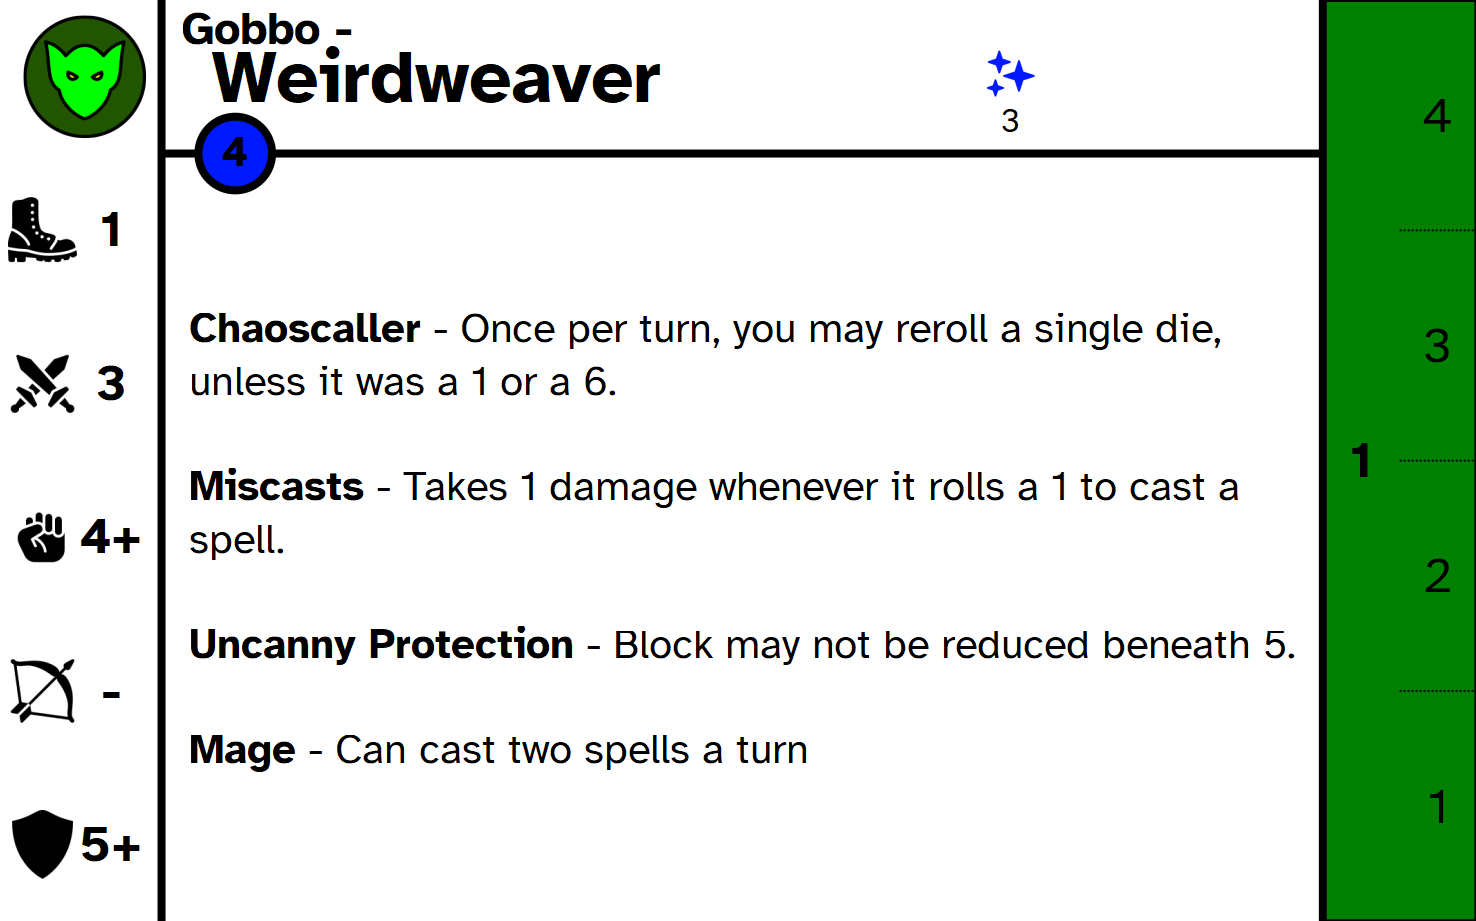 Gobbo -
Weirdweaver
3
4
1
3
4+
-
5+
Chaoscaller - Once per turn, you may reroll a single die,
unless it was a 1 or a 6.
Miscasts - Takes 1 damage whenever it rolls a 1 to cast a
spell.
Uncanny Protection - Block may not be reduced beneath 5.
Mage - Can cast two spells a turn
4
3
1
2
1